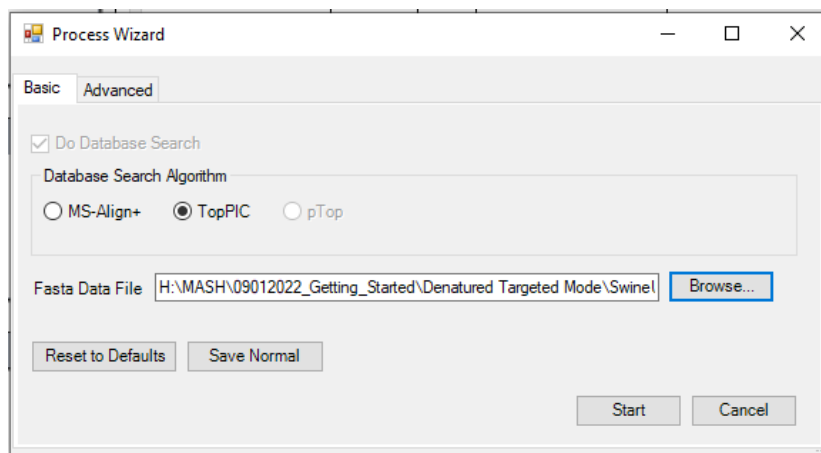 Process Wizard
Basic Advanced
Do Database Search
Database Search Algorithm
MS-Align+ TopPIC pTop
Fasta Data File H:\MASH\09012022_Getting_Started\Denatured Targeted Mode\Swine Browse...
Reset to Defaults Save Normal
Start Cancel